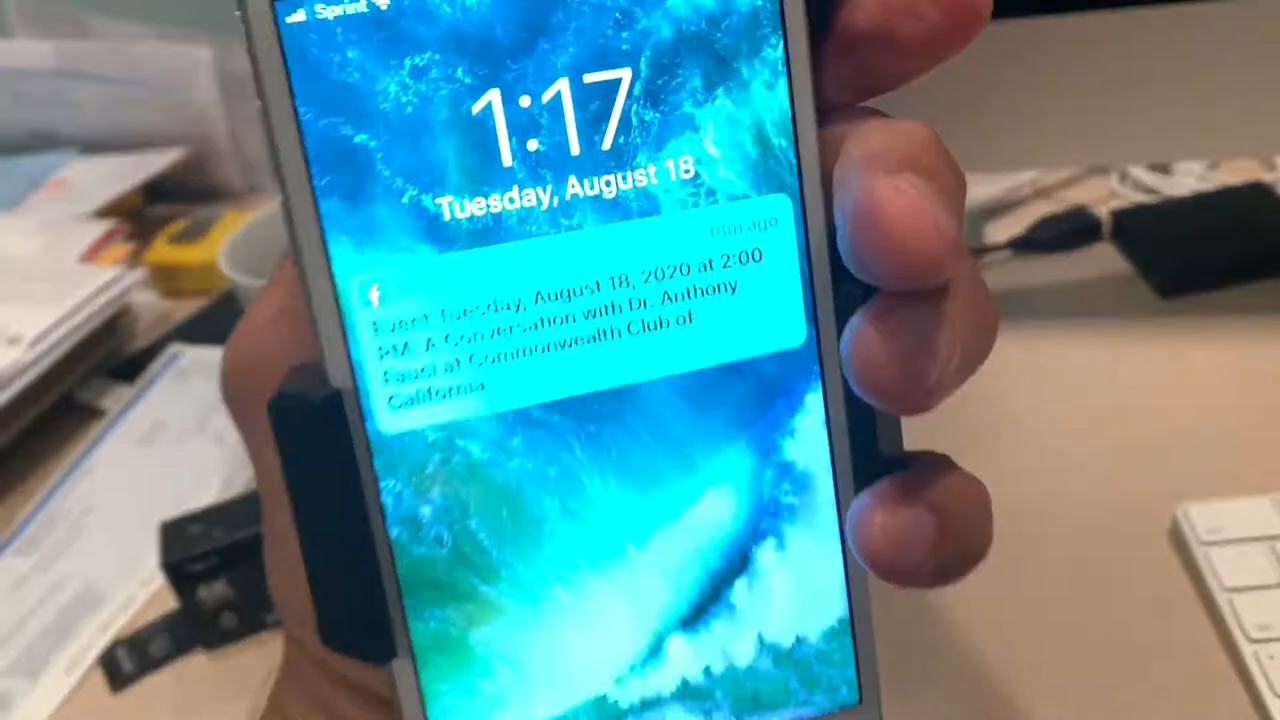 Sprint
1:17
Tuesday, August 18
ago
Event Tuesday, August 18, 2020 at 2:00
PM: A Conversation with Dr. Anthony
Fauci at Commonwealth Club of
California